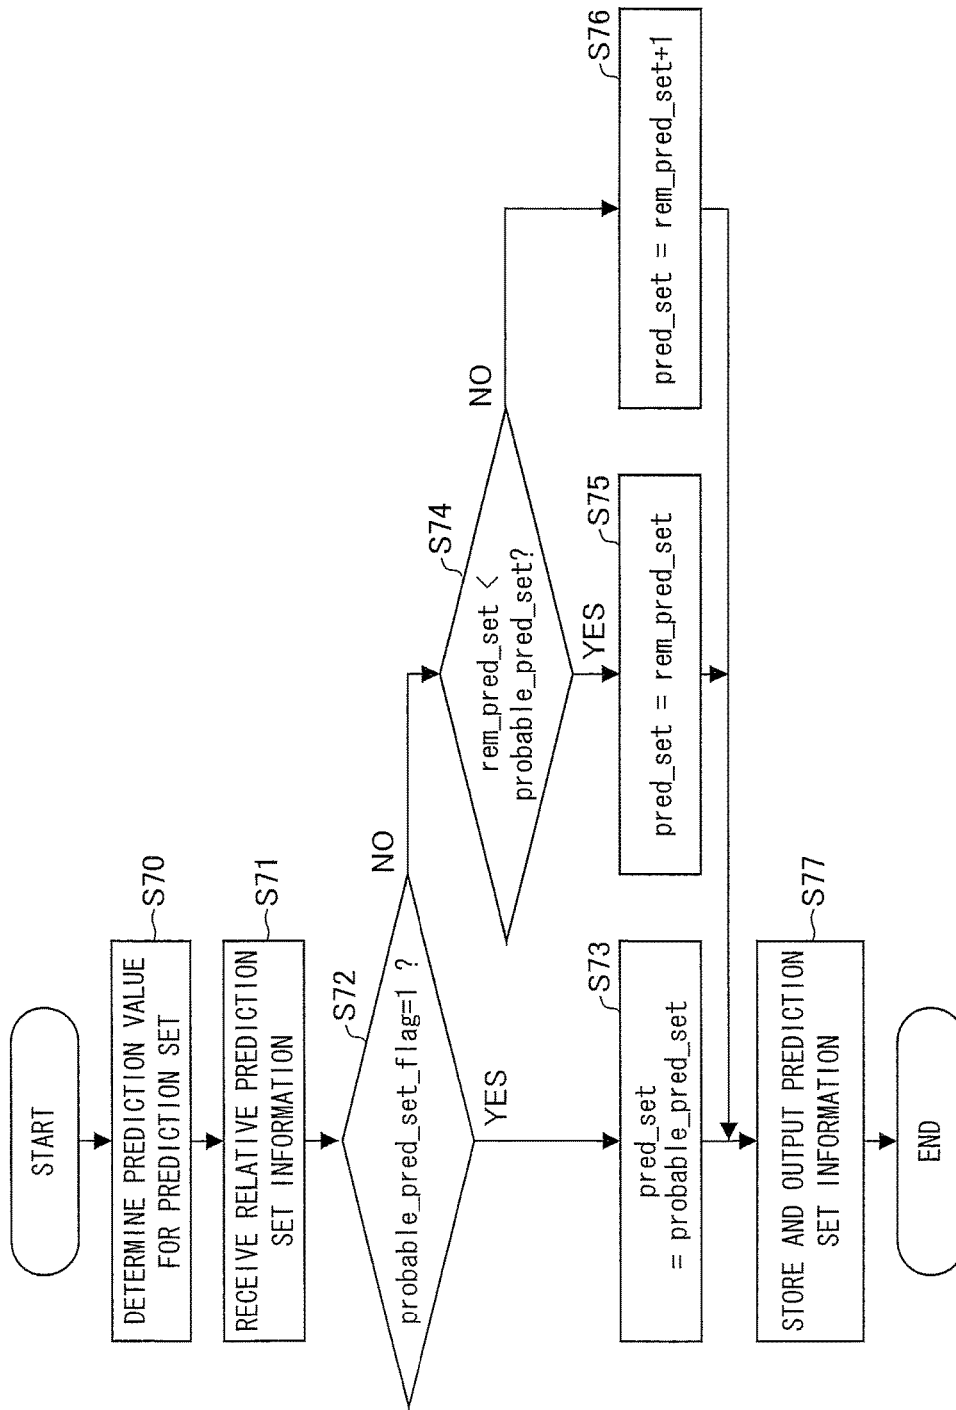 START
S70
DETERMINE PREDICTION VALUE
FOR PREDICTION SET
S71
RECEIVE RELATIVE PREDICTION
SET INFORMATION
S72
probable_pred_set_flag=1 ?
NO
YES
S74
rem_pred_set <
probable_pred_set?
NO
YES
S73
pred_set
= probable_pred_set
S75
pred_set = rem_pred_set
S76
pred_set = rem_pred_set+1
S77
STORE AND OUTPUT PREDICTION
SET INFORMATION
END